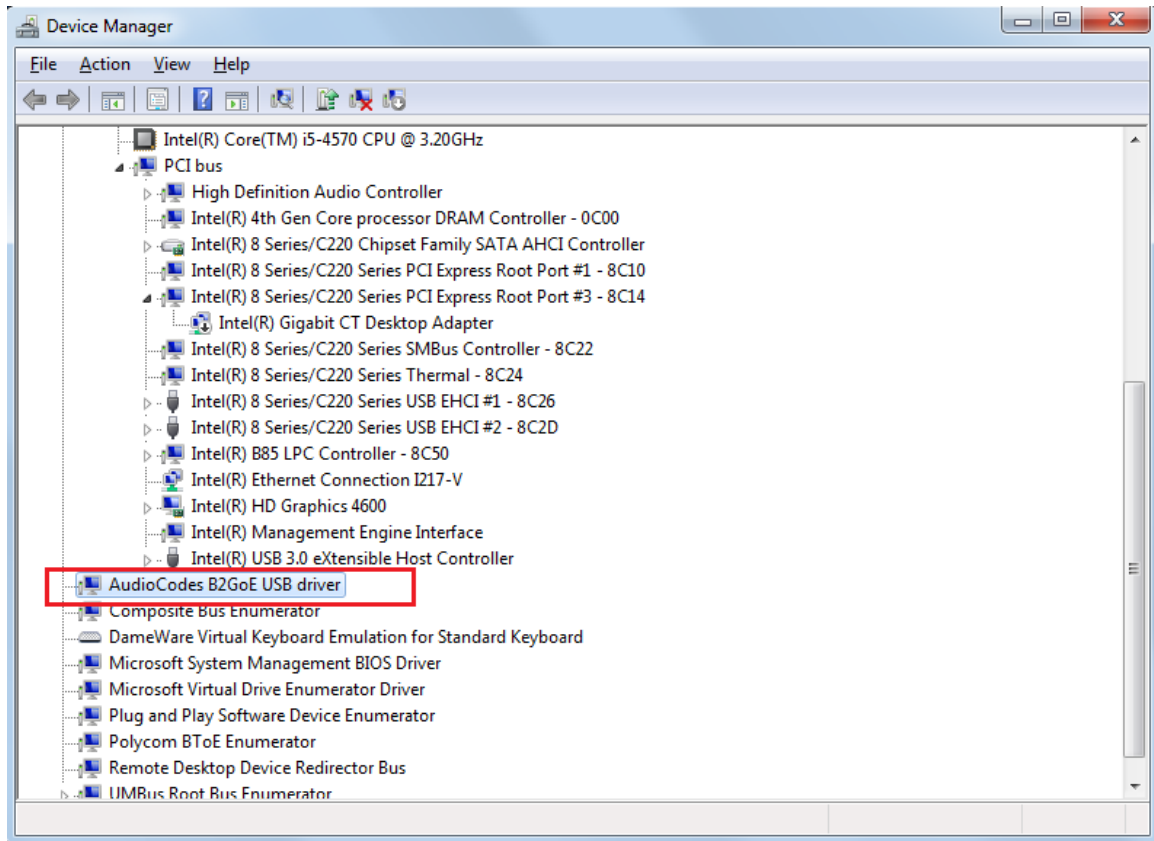 Device Manager
File Action View Help
Intel(R) Core(TM) i5-4570 CPU @ 3.20GHz
PCI bus
High Definition Audio Controller
Intel(R) 4th Gen Core processor DRAM Controller - 0C00
Intel(R) 8 Series/C220 Chipset Family SATA AHCI Controller
Intel(R) 8 Series/C220 Series PCI Express Root Port #1 - 8C10
Intel(R) 8 Series/C220 Series PCI Express Root Port #3 - 8C14
Intel(R) Gigabit CT Desktop Adapter
Intel(R) 8 Series/C220 Series SMBus Controller - 8C22
Intel(R) 8 Series/C220 Series Thermal - 8C24
Intel(R) 8 Series/C220 Series USB EHCI #1 - 8C26
Intel(R) 8 Series/C220 Series USB EHCI #2 - 8C2D
Intel(R) B85 LPC Controller - 8C50
Intel(R) Ethernet Connection I217-V
Intel(R) HD Graphics 4600
Intel(R) Management Engine Interface
Intel(R) USB 3.0 eXtensible Host Controller
AudioCodes B2GoE USB driver
Composite Bus Enumerator
DameWare Virtual Keyboard Emulation for Standard Keyboard
Microsoft System Management BIOS Driver
Microsoft Virtual Drive Enumerator Driver
Plug and Play Software Device Enumerator
Polycom BToE Enumerator
Remote Desktop Device Redirector Bus
UMBus Root Bus Enumerator